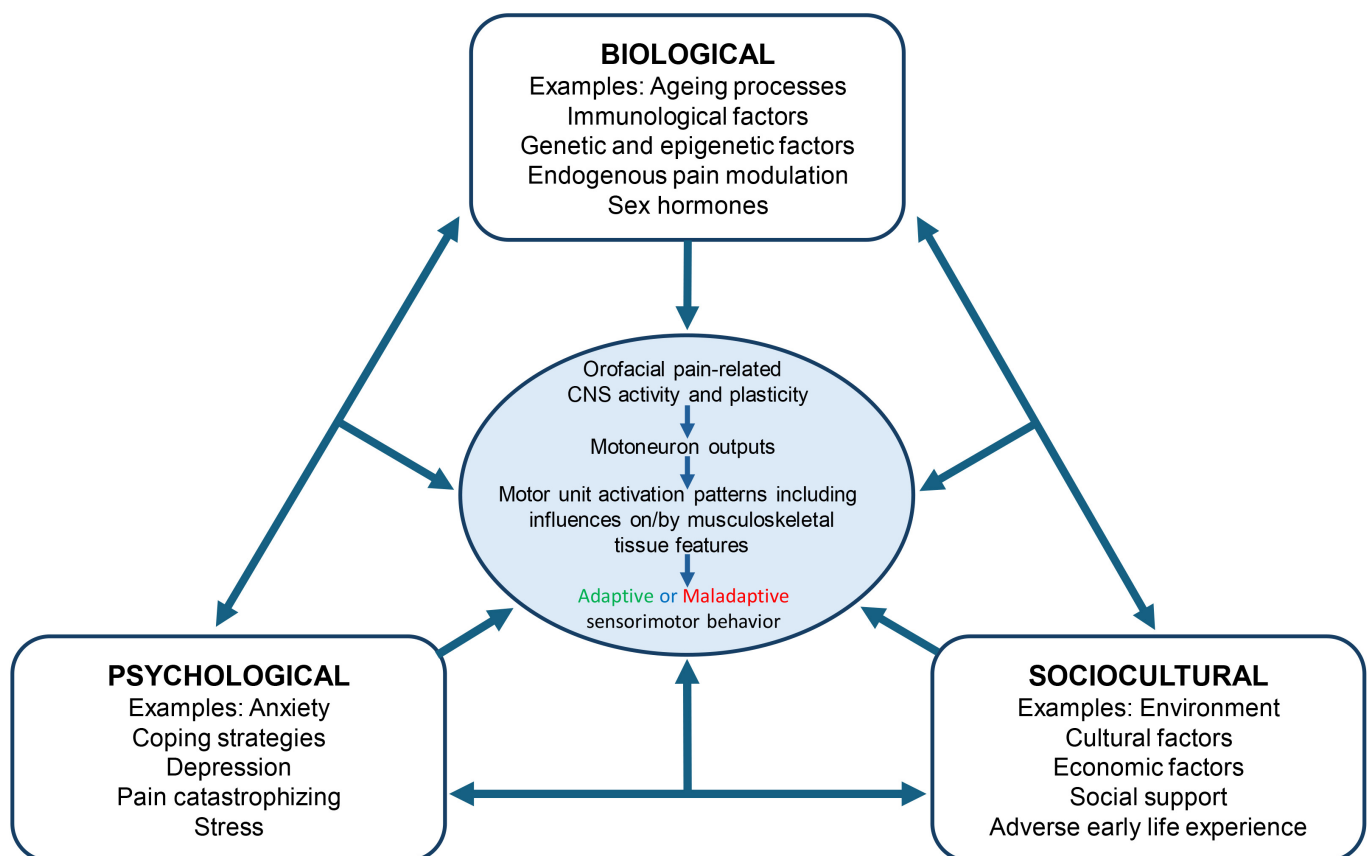 BIOLOGICAL
Examples: Ageing processes
Immunological factors
Genetic and epigenetic factors
Endogenous pain modulation
Sex hormones
Orofacial pain-related
CNS activity and plasticity
Motoneuron outputs
Motor unit activation patterns including
influences on/by musculoskeletal
tissue features
Adaptive or Maladaptive
sensorimotor behavior
PSYCHOLOGICAL
Examples: Anxiety
Coping strategies
Depression
Pain catastrophizing
Stress
SOCIOCULTURAL
Examples: Environment
Cultural factors
Economic factors
Social support
Adverse early life experience